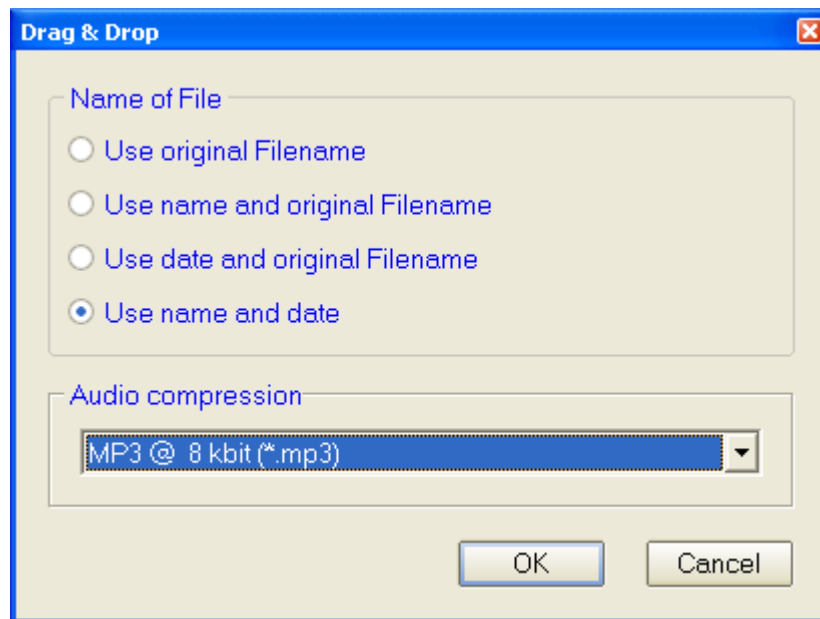 Drag & Drop
Name of File
Use original Filename
Use name and original Filename
Use date and original Filename
Use name and date
Audio compression
MP3 @  8 kbit (*.mp3)
OK Cancel